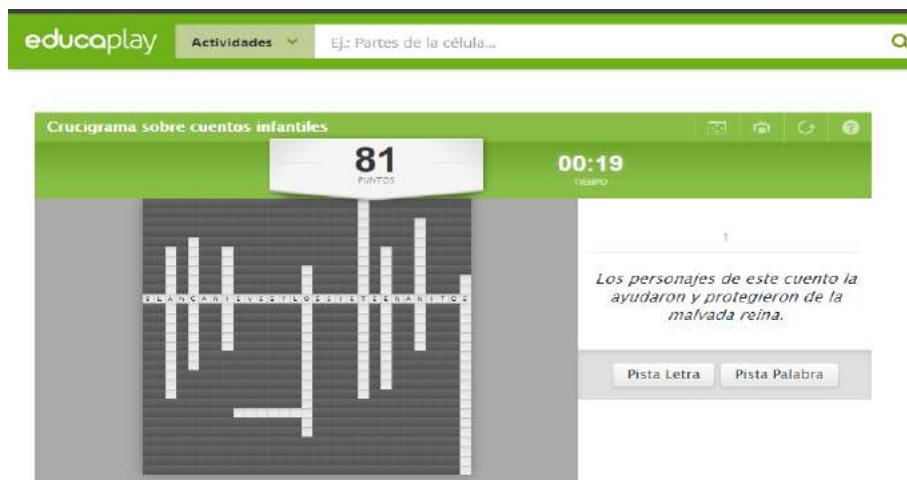 educaplay Actividades Ej.: Partes de la célula...
Crucigrama sobre cuentos infantiles
81
PUNTOS
00:19
TIEMPO
1
Los personajes de este cuento la
ayudaron y protegieron de la
malvada reina.
BLANCANIEVESYLOSSIETEENANITOS
Pista Letra Pista Palabra